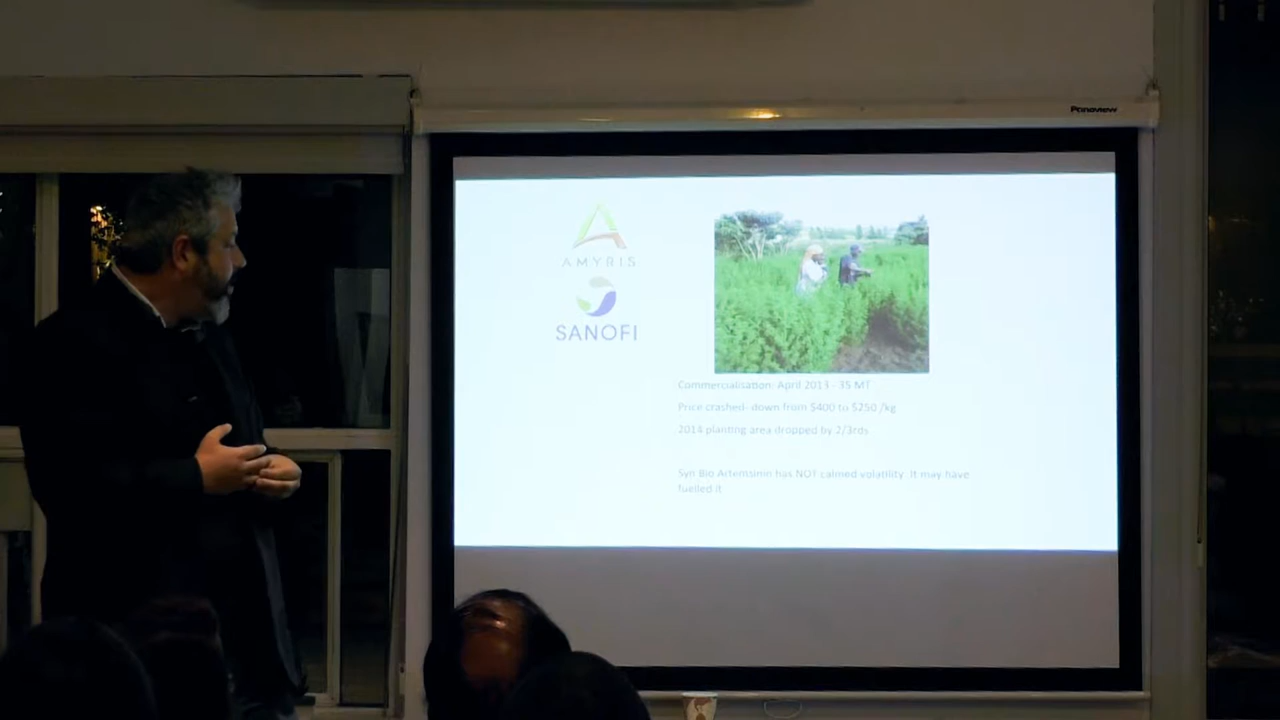 Prinoview
AMYRIS
SANOFI
Commercialisation: April 2013 - 35 MT
Price crashed- down from $400 to $250 /kg
2014 planting area dropped by 2/3rds
Syn Bio Artemisinin has NOT calmed volatility. It may have
fuelled it